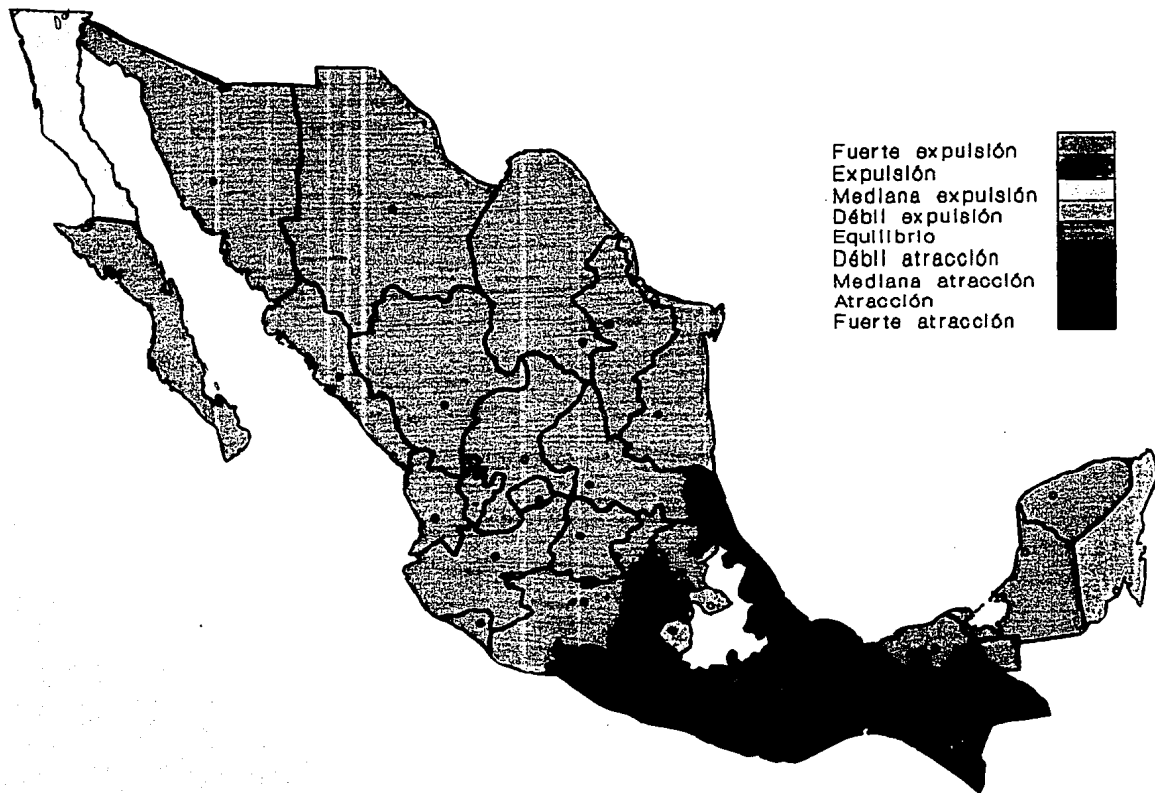 Fuerte expulsión
Expulsión
Mediana expulsión
Débil expulsión
Equilibrio
Débil atracción
Mediana atracción
Atracción
Fuerte atracción